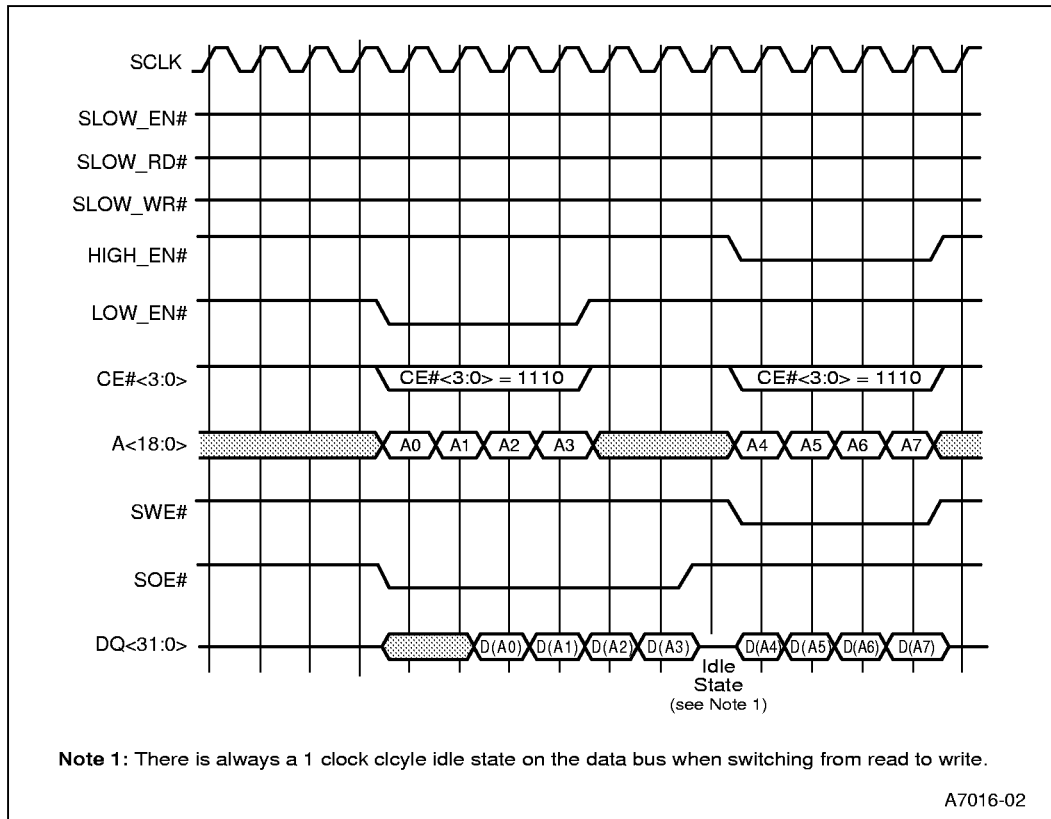 SCLK
SLOW_EN#
SLOW_RD#
SLOW_WR#
HIGH_EN#
LOW_EN#
CE#<3:0>
CE#<3:0> = 1110
CE#<3:0> = 1110
A<18:0>
A0
A1
A2
A3
A4
A5
A6
A7
SWE#
SOE#
DQ<31:0>
D(A0)
D(A1)
D(A2)
D(A3)
D(A4)
D(A5)
D(A6)
D(A7)
Idle
State
(see Note 1)
Note 1: There is always a 1 clock clcyle idle state on the data bus when switching from read to write.
A7016-02